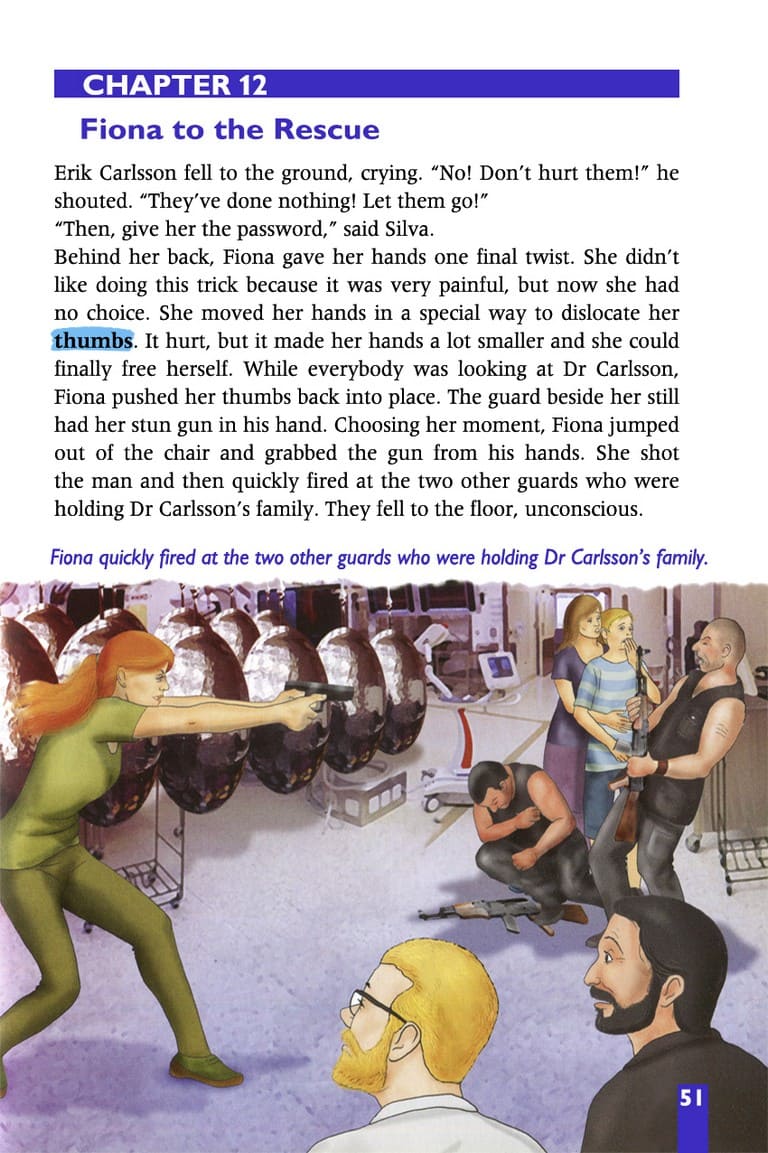 CHAPTER 12
Fiona to the Rescue
Erik Carlsson fell to the ground, crying. “No! Don’t hurt them!” he
shouted. “They’ve done nothing! Let them go!”
“Then, give her the password,” said Silva.
Behind her back, Fiona gave her hands one final twist. She didn’t
like doing this trick because it was very painful, but now she had
no choice. She moved her hands in a special way to dislocate her
thumbs. It hurt, but it made her hands a lot smaller and she could
finally free herself. While everybody was looking at Dr Carlsson,
Fiona pushed her thumbs back into place. The guard beside her still
had her stun gun in his hand. Choosing her moment, Fiona jumped
out of the chair and grabbed the gun from his hands. She shot
the man and then quickly fired at the two other guards who were
holding Dr Carlsson’s family. They fell to the floor, unconscious.
Fiona quickly fired at the two other guards who were holding Dr Carlsson’s family.
51